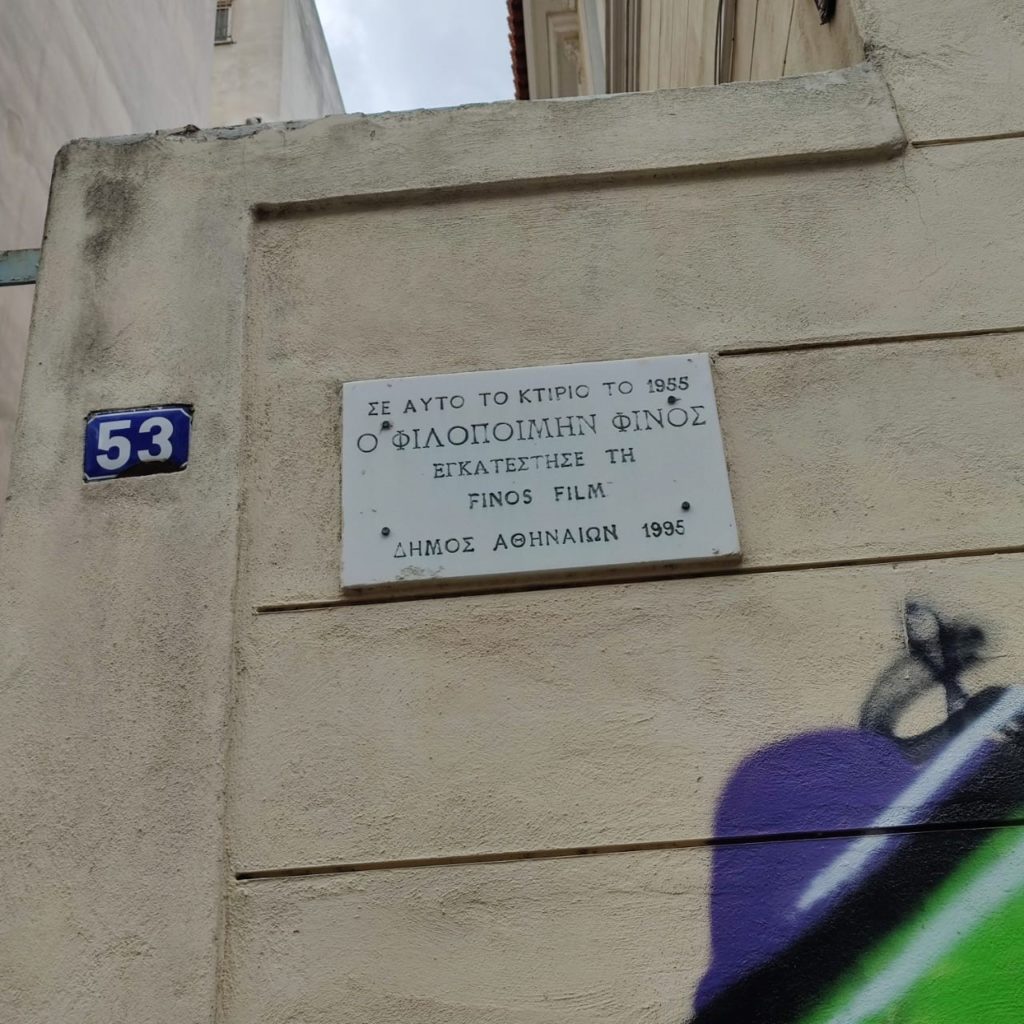 53
ΣΕ ΑΥΤΟ ΤΟ ΚΤΙΡΙΟ ΤΟ 1955
Ο ΦΙΛΟΠΟΙΜΗΝ ΦΙΝΟΣ
ΕΓΚΑΤΕΣΤΗΣΕ ΤΗ
FINOS FILM
ΔΗΜΟΣ ΑΘΗΝΑΙΩΝ 1995